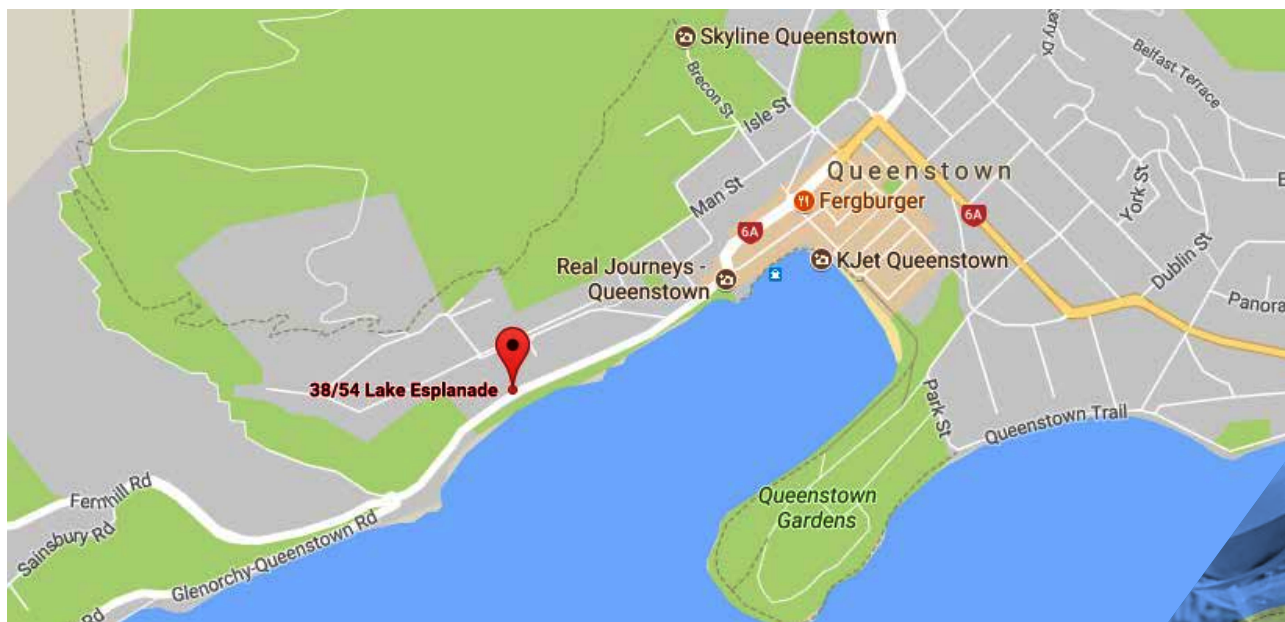 Skyline Queenstown
Brecon St
Isle St
Belfast Terrace
Queenstown
Man St
Fergburger
6A
6A
York St
Real Journeys -
Queenstown
KJet Queenstown
Dublin St
Panora
38/54 Lake Esplanade
Park St
Queenstown Trail
Fernhill Rd
Queenstown
Gardens
Sainsbury Rd
Glenorchy-Queenstown Rd
Rd